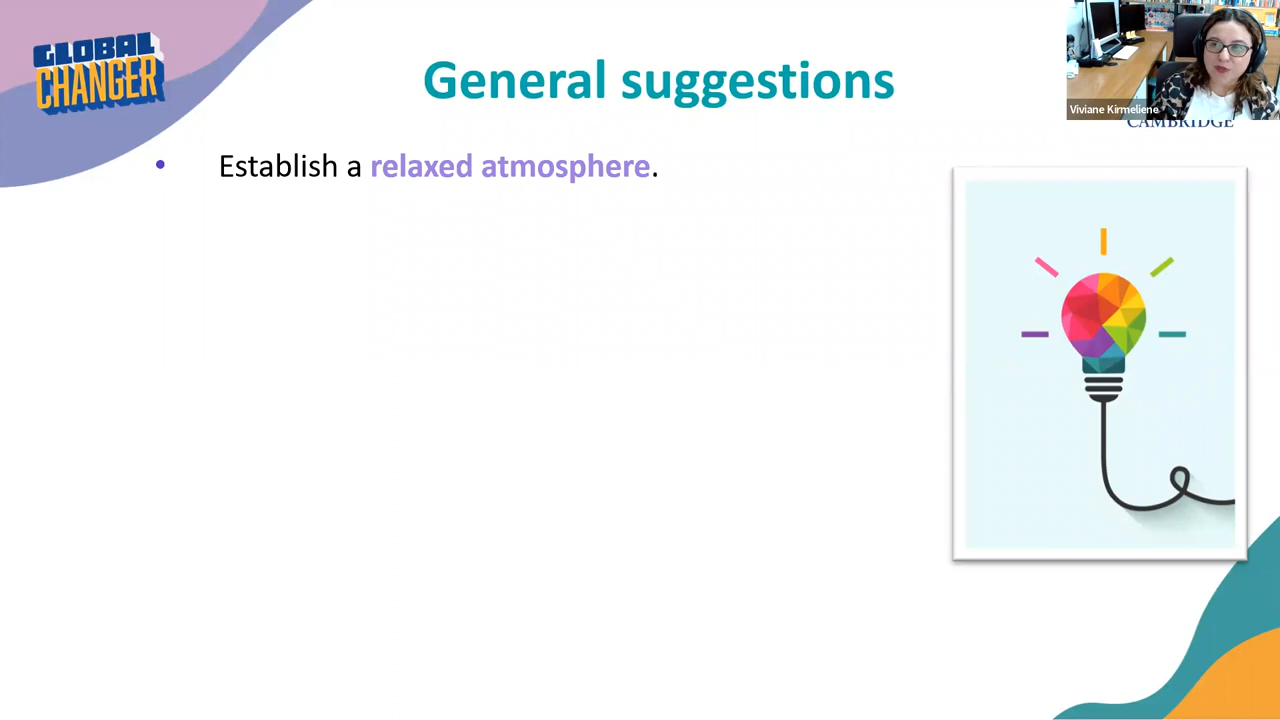 GLOBAL
CHANGER
General suggestions
Viviane Kirmeliene
CAMBRIDGE
• Establish a relaxed atmosphere.